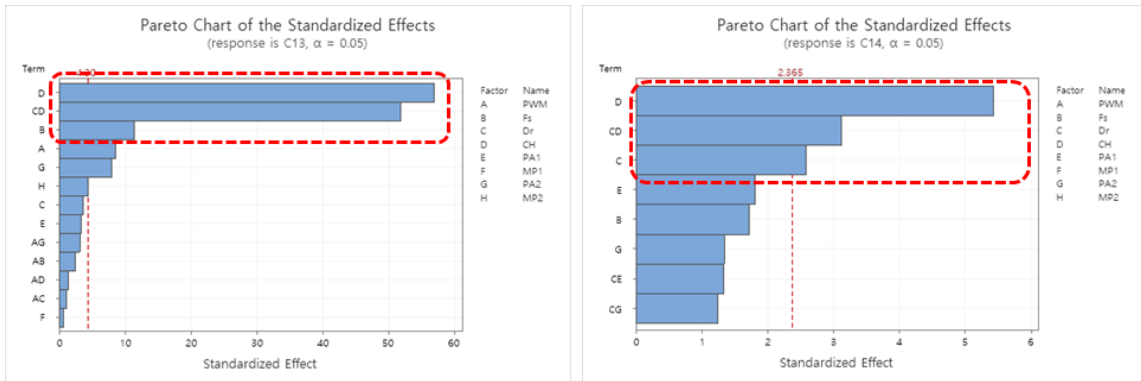 Pareto Chart of the Standardized Effects
(response is C13, α = 0.05)
Term
4.30
D
CD
B
A
G
H
C
E
AG
AB
AD
AC
F
0 10 20 30 40 50 60
Standardized Effect
Factor Name
A PWM
B Fs
C Dr
D CH
E PA1
F MP1
G PA2
H MP2
Pareto Chart of the Standardized Effects
(response is C14, α = 0.05)
Term
2.365
D
CD
C
E
B
G
CE
CG
0 1 2 3 4 5 6
Standardized Effect
Factor Name
A PWM
B Fs
C Dr
D CH
E PA1
F MP1
G PA2
H MP2